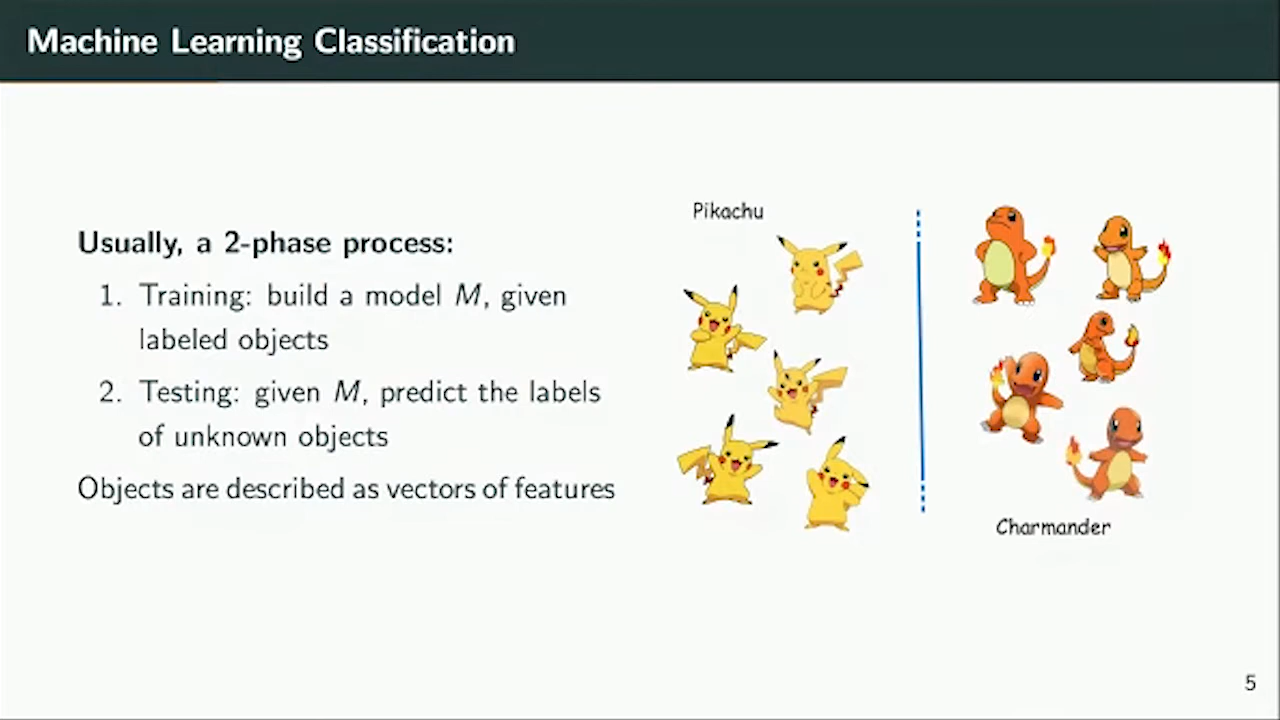 Machine Learning Classification
Usually, a 2-phase process:
1. Training: build a model M, given
labeled objects
2. Testing: given M, predict the labels
of unknown objects
Objects are described as vectors of features
Pikachu
Charmander
5